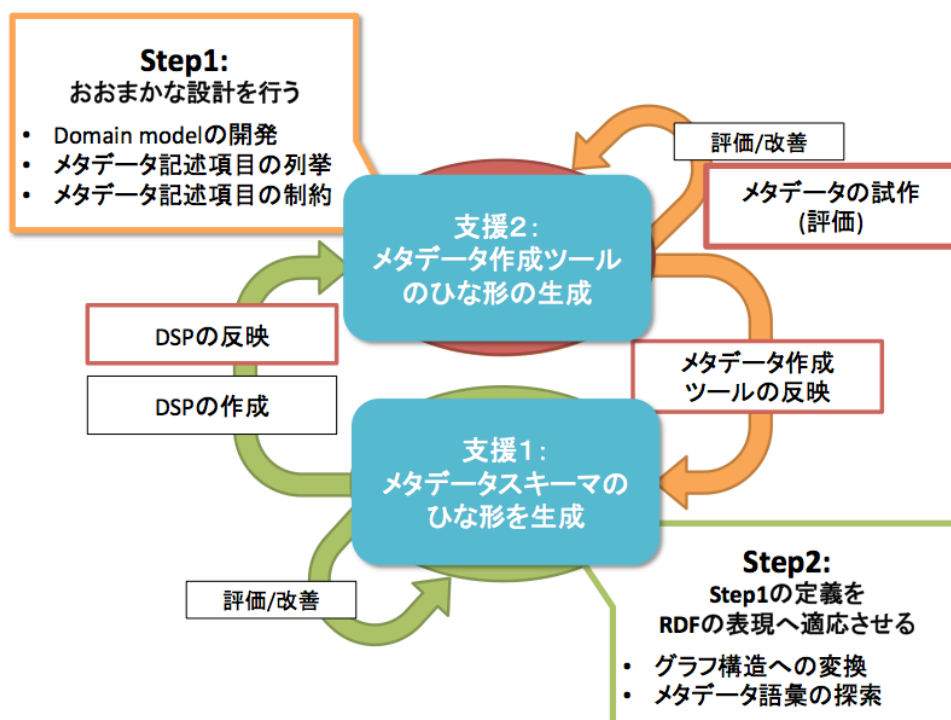 Step1:
おおまかな設計を行う
• Domain modelの開発
• メタデータ記述項目の列挙
• メタデータ記述項目の制約
評価/改善
メタデータの試作
(評価)
支援２:
メタデータ作成ツール
のひな形の生成
DSPの反映
DSPの作成
メタデータ作成
ツールの反映
支援１:
メタデータスキーマの
ひな形を生成
評価/改善
Step2:
Step1の定義を
RDFの表現へ適応させる
• グラフ構造への変換
• メタデータ語彙の探索